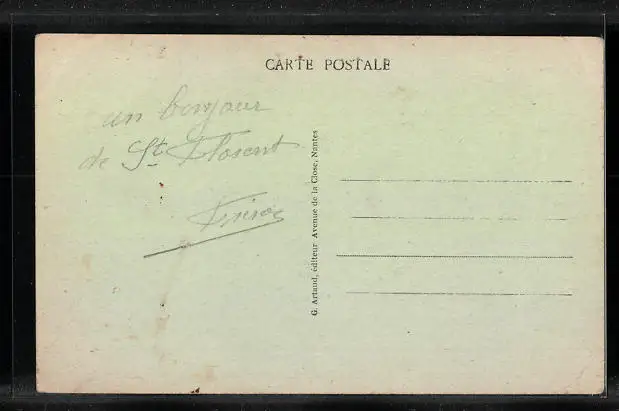 CARTE POSTALE
un bonjour
de St. Florent
G. Artaud, éditeur Avenue de la Close, Nantes